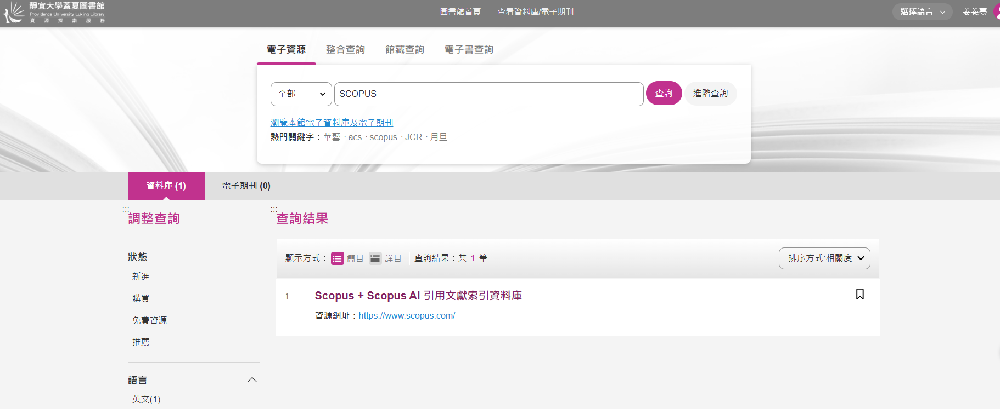 靜宜大學蓋夏圖書館
Providence University Luking Library
資源探索服務
圖書館首頁
查看資料庫/電子期刊
選擇語言
姜義臺
電子資源
整合查詢
館藏查詢
電子書查詢
全部
SCOPUS
查詢
進階查詢
瀏覽本館電子資料庫及電子期刊
熱門關鍵字：華藝、acs、scopus、JCR、月旦
資料庫 (1)
電子期刊 (0)
:::
調整查詢
狀態
新進
購買
免費資源
推薦
語言
英文(1)
:::
查詢結果
顯示方式： 簡目 詳目 查詢結果：共 1 筆
排序方式:相關度
1.
Scopus + Scopus AI 引用文獻索引資料庫
資源網址：https://www.scopus.com/